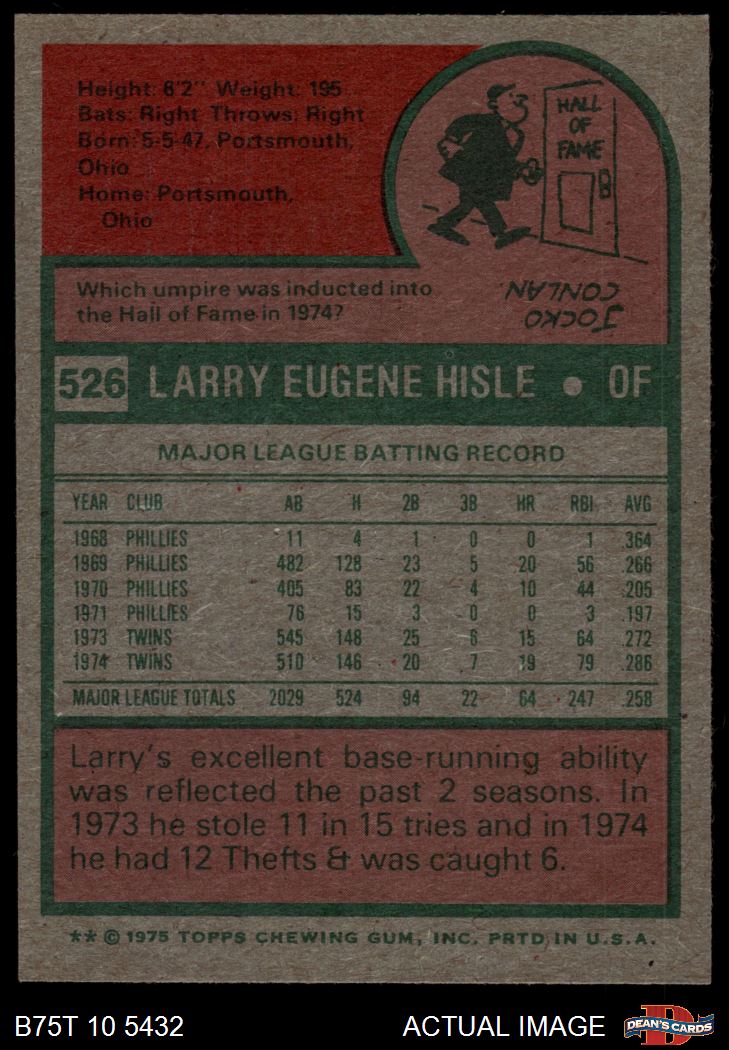 Height: 6'2" Weight: 195
Bats: Right Throws: Right
Born: 5-5-47, Portsmouth,
Ohio
Home: Portsmouth,
Ohio
HALL
OF
FAME
Which umpire was inducted into
the Hall of Fame in 1974?
JOCKO
CONLAN
526 LARRY EUGENE HISLE • OF
MAJOR LEAGUE BATTING RECORD
YEAR CLUB AB H 2B 3B HR RBI AVG
1968 PHILLIES 11 4 1 0 0 1 .364
1969 PHILLIES 482 128 23 5 20 56 .266
1970 PHILLIES 405 83 22 4 10 44 .205
1971 PHILLIES 76 15 3 0 0 3 .197
1973 TWINS 545 148 25 6 15 64 .272
1974 TWINS 510 146 20 7 19 79 .286
MAJOR LEAGUE TOTALS 2029 524 94 22 64 247 .258
Larry's excellent base-running ability
was reflected the past 2 seasons. In
1973 he stole 11 in 15 tries and in 1974
he had 12 Thefts & was caught 6.
** © 1975 TOPPS CHEWING GUM, INC. PRTD IN U.S.A.
B75T 10 5432 ACTUAL IMAGE
D
DEAN'S CARDS